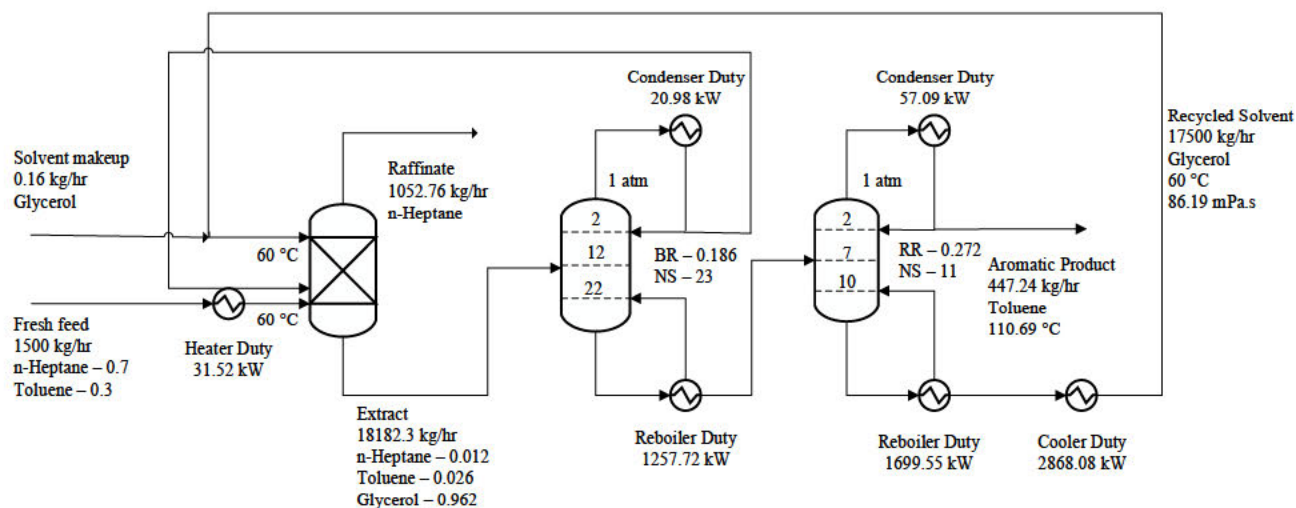 Condenser Duty
20.98 kW
Condenser Duty
57.09 kW
Recycled Solvent
17500 kg/hr
Glycerol
60 °C
86.19 mPa.s
Solvent makeup
0.16 kg/hr
Glycerol
Raffinate
1052.76 kg/hr
n-Heptane
1 atm
1 atm
60 °C
60 °C
2
12
22
BR – 0.186
NS – 23
2
7
10
RR – 0.272
NS – 11
Aromatic Product
447.24 kg/hr
Toluene
110.69 °C
Fresh feed
1500 kg/hr
n-Heptane – 0.7
Toluene – 0.3
Heater Duty
31.52 kW
Extract
18182.3 kg/hr
n-Heptane – 0.012
Toluene – 0.026
Glycerol – 0.962
Reboiler Duty
1257.72 kW
Reboiler Duty
1699.55 kW
Cooler Duty
2868.08 kW